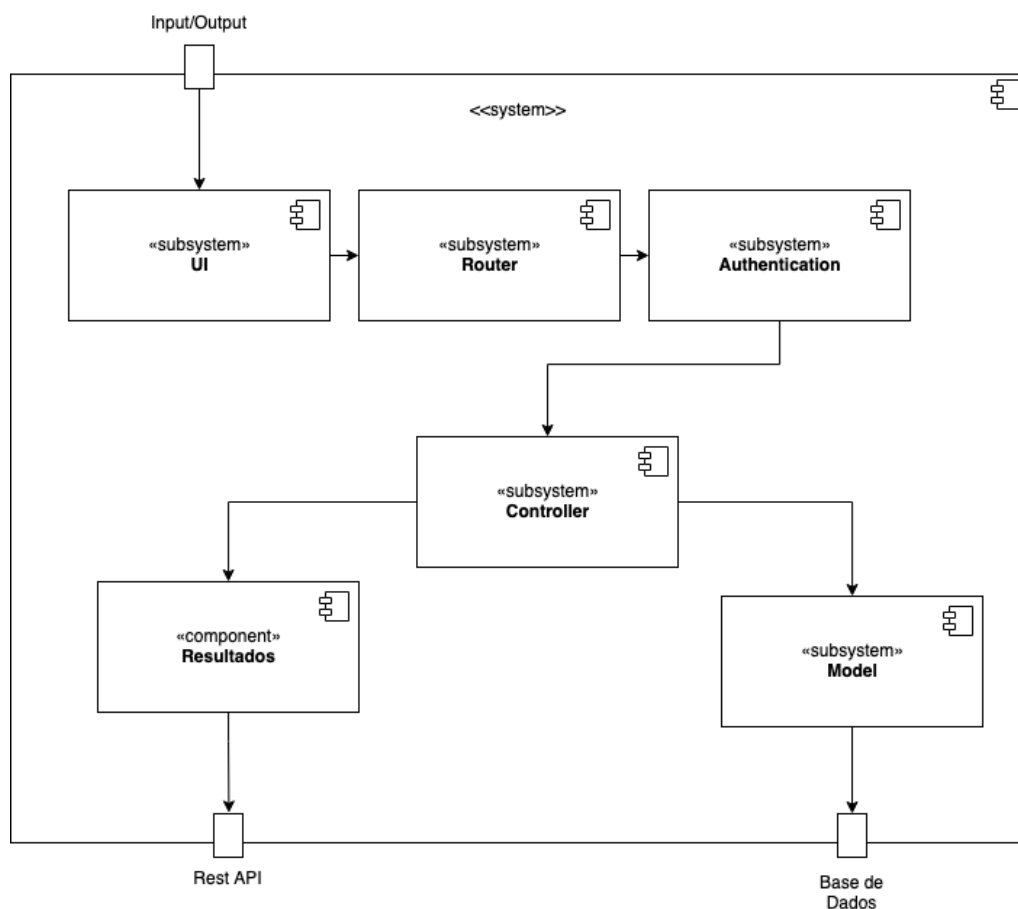 Input/Output
<<system>>
«subsystem»
UI
«subsystem»
Router
«subsystem»
Authentication
«subsystem»
Controller
«component»
Resultados
«subsystem»
Model
Rest API
Base de
Dados